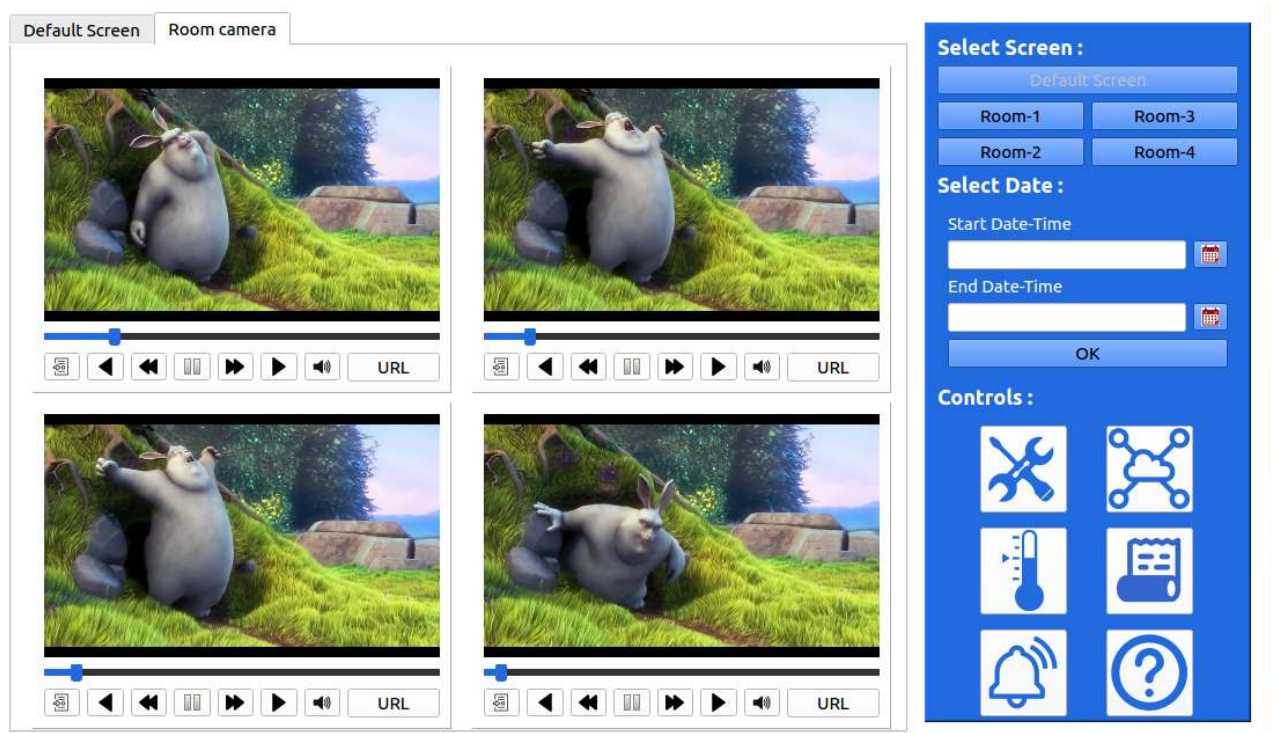 Default Screen
Room camera
URL
URL
URL
URL
Select Screen :
Default Screen
Room-1
Room-3
Room-2
Room-4
Select Date :
Start Date-Time
End Date-Time
OK
Controls :
?